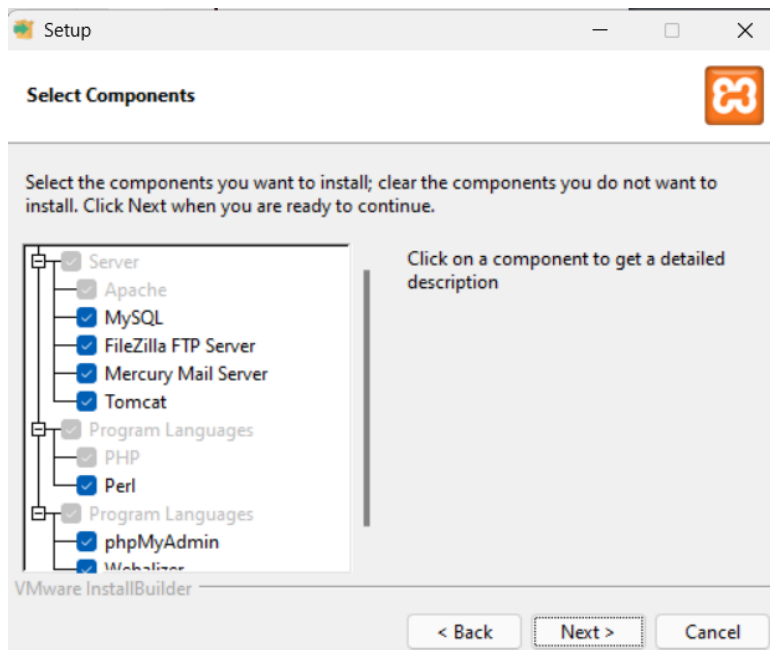 Setup
Select Components
Select the components you want to install; clear the components you do not want to
install. Click Next when you are ready to continue.
Server
Apache
MySQL
FileZilla FTP Server
Mercury Mail Server
Tomcat
Program Languages
PHP
Perl
Program Languages
phpMyAdmin
Webalizer
Click on a component to get a detailed
description
VMware InstallBuilder
< Back
Next >
Cancel